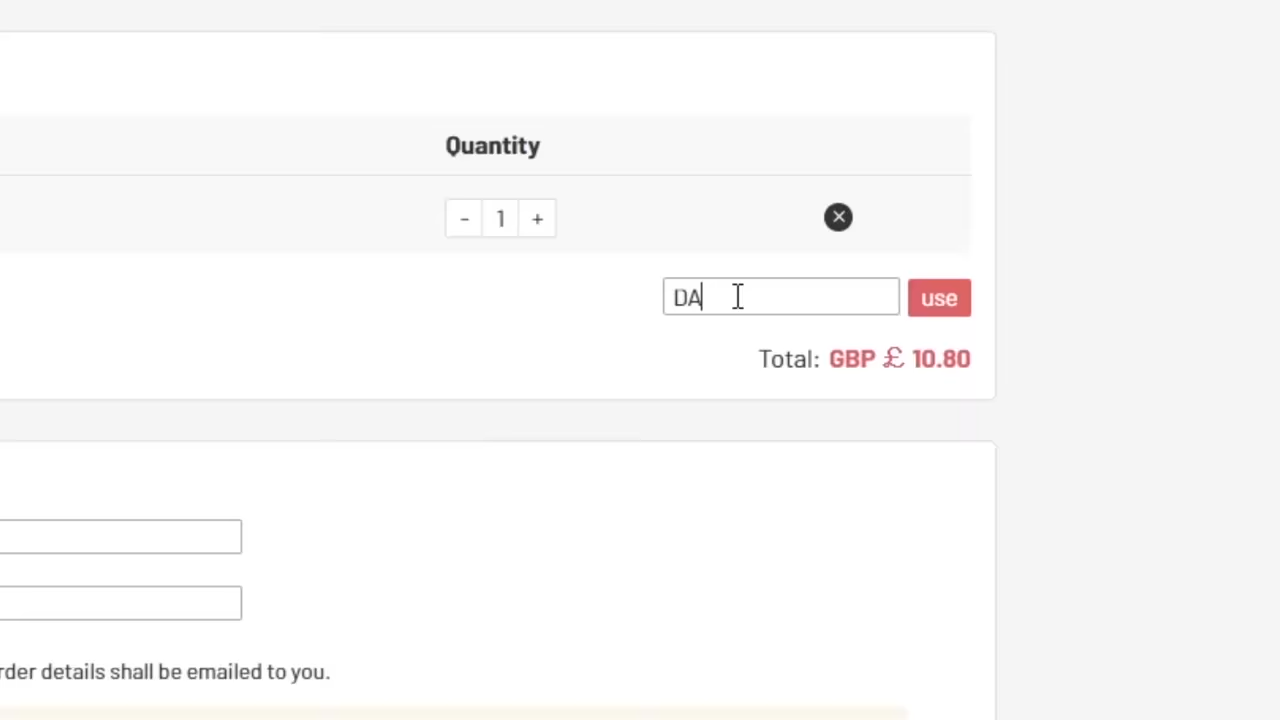 Quantity
- 1 +
DA
use
Total: GBP £ 10.80
rder details shall be emailed to you.